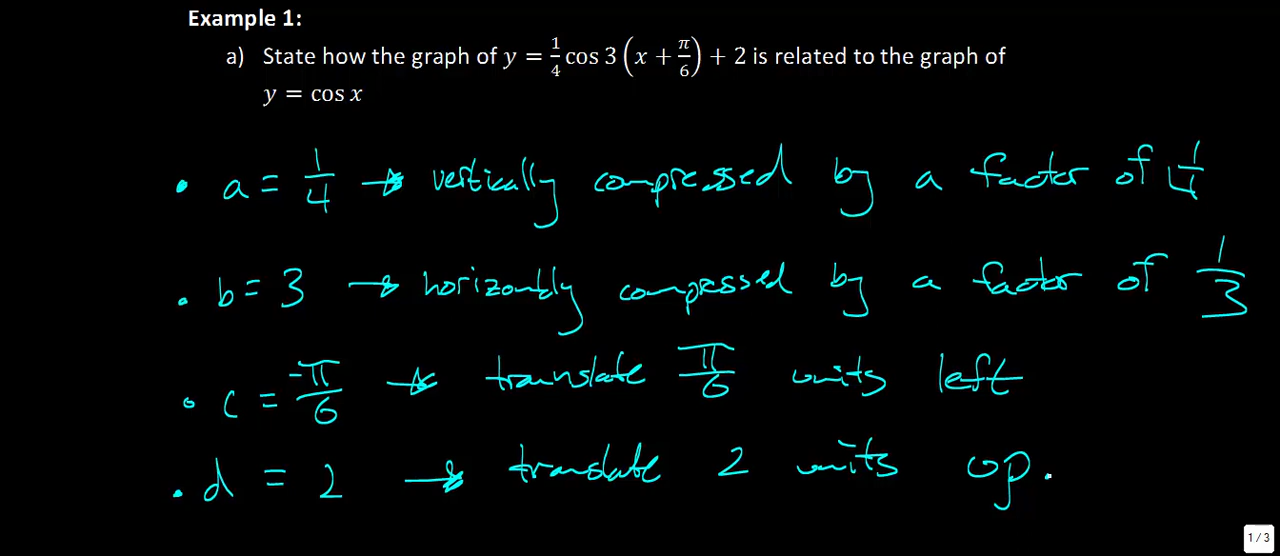 Example 1:
a) State how the graph of y = 1/4 cos 3 (x + π/6) + 2 is related to the graph of
y = cos x
• a = 1/4 → vertically compressed by a factor of 1/4
• b = 3 → horizontally compressed by a factor of 1/3
• c = -π/6 → translate π/6 units left
• d = 2 → translate 2 units up.
1 / 3